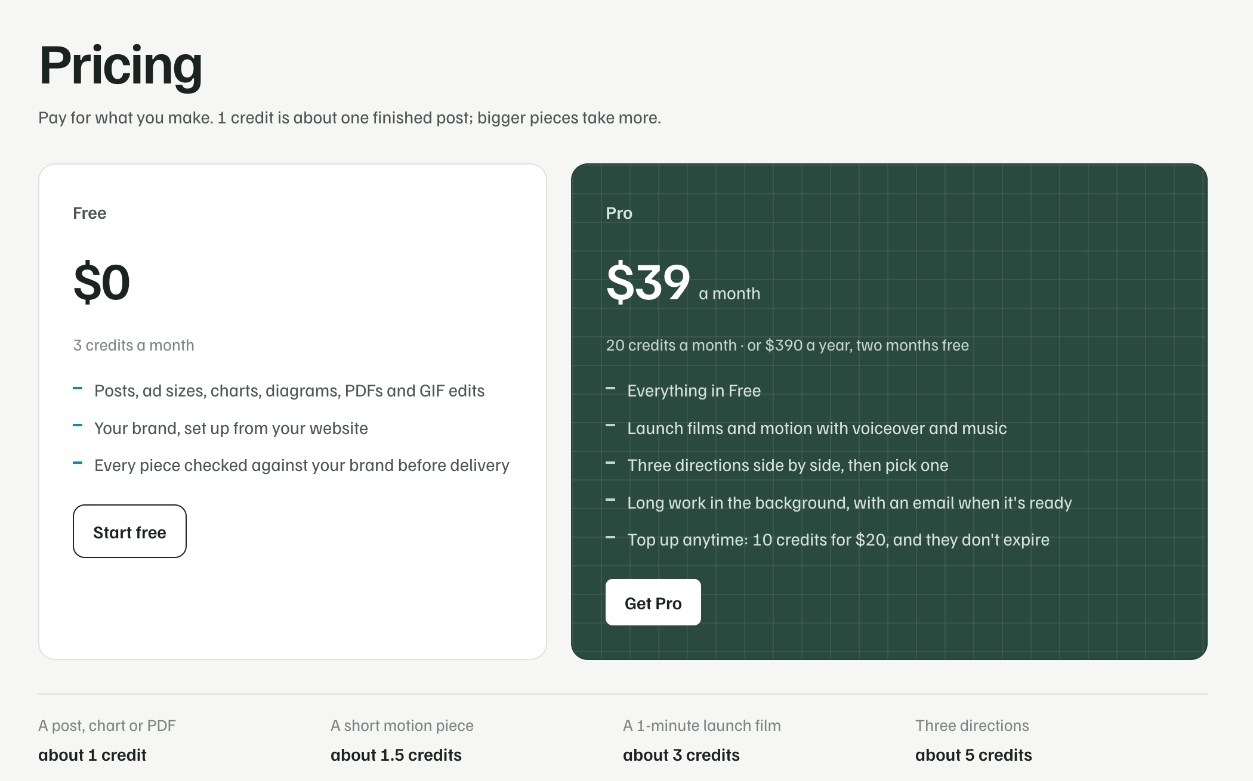 Pricing
Pay for what you make. 1 credit is about one finished post; bigger pieces take more.
Free
$0
3 credits a month
Posts, ad sizes, charts, diagrams, PDFs and GIF edits
Your brand, set up from your website
Every piece checked against your brand before delivery
Start free
Pro
$39 a month
20 credits a month · or $390 a year, two months free
Everything in Free
Launch films and motion with voiceover and music
Three directions side by side, then pick one
Long work in the background, with an email when it's ready
Top up anytime: 10 credits for $20, and they don't expire
Get Pro
A post, chart or PDF
about 1 credit
A short motion piece
about 1.5 credits
A 1-minute launch film
about 3 credits
Three directions
about 5 credits